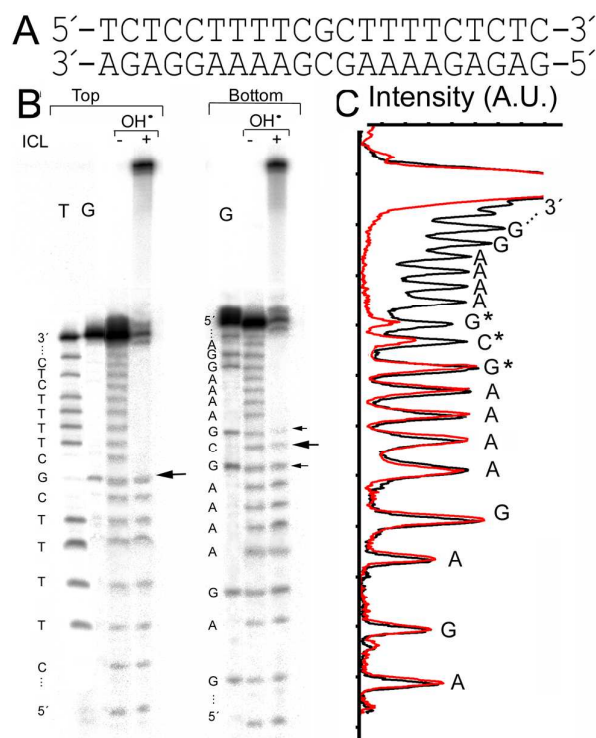 A 5´–TCTCCTTTTCGCTTTTCTCTC–3´
3´–AGAGGAAAAGCGAAAAGAGAG–5´
B
Top
OH•
ICL - +
T G
3´
⋮
C
T
C
T
T
T
T
C
G
C
T
T
T
T
C
⋮
5´
Bottom
OH•
- +
G
5´
⋮
A
G
G
A
A
A
A
G
C
G
A
A
A
A
G
A
G
⋮
5´
C Intensity (A.U.)
3´
⋯
G
G
A
A
A
A
G*
C*
G*
A
A
A
A
G
A
G
A